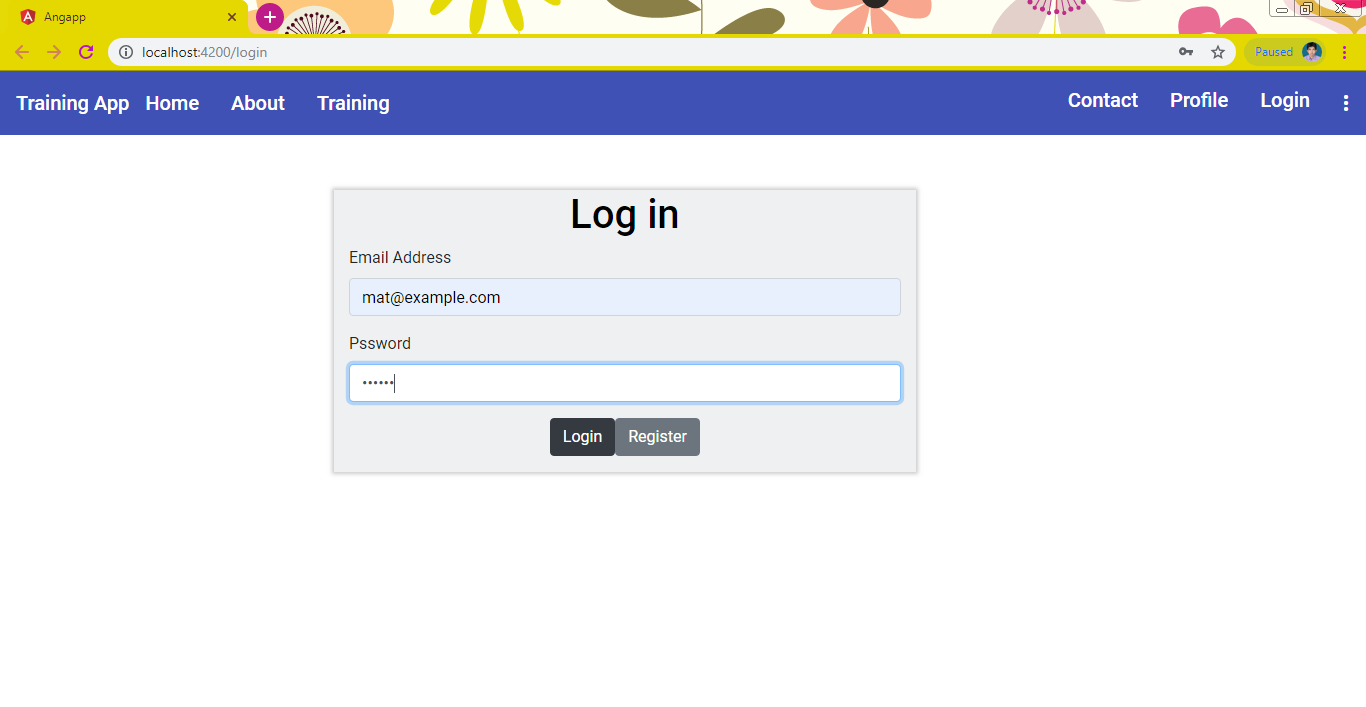 Angapp
localhost:4200/login
Paused
Training App Home About Training Contact Profile Login
Log in
Email Address
mat@example.com
Pssword
••••••
Login Register